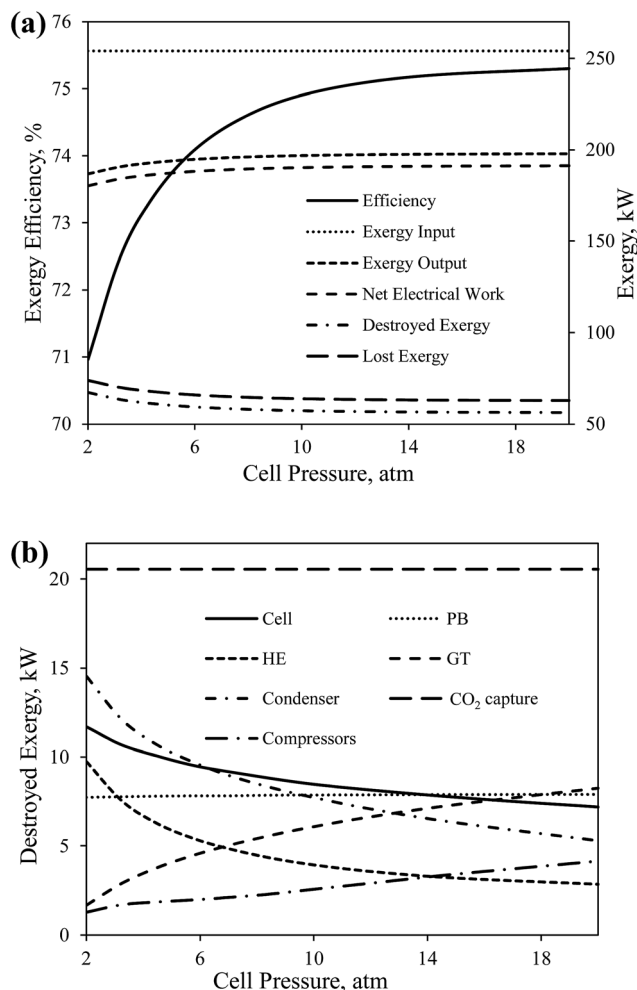 (a)
76
75
74
73
72
71
70
Exergy Efficiency, %
250
200
150
100
50
Exergy, kW
Efficiency
Exergy Input
Exergy Output
Net Electrical Work
Destroyed Exergy
Lost Exergy
2 6 10 14 18
Cell Pressure, atm
(b)
20
15
10
5
0
Destroyed Exergy, kW
Cell PB
HE GT
Condenser CO₂ capture
Compressors
2 6 10 14 18
Cell Pressure, atm